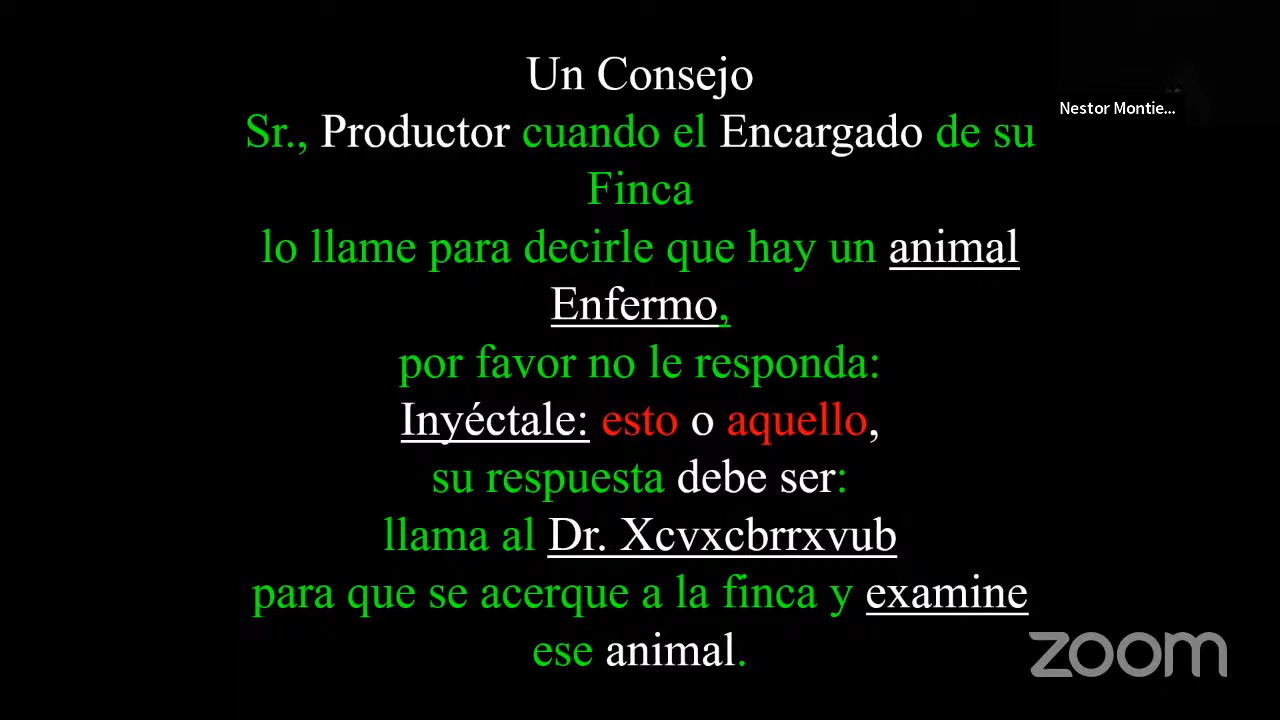 Un Consejo
Sr., Productor cuando el Encargado de su
Finca
lo llame para decirle que hay un animal
Enfermo,
por favor no le responda:
Inyéctale: esto o aquello,
su respuesta debe ser:
llama al Dr. Xcvxcbrrxvub
para que se acerque a la finca y examine
ese animal.
Nestor Montie...
zoom